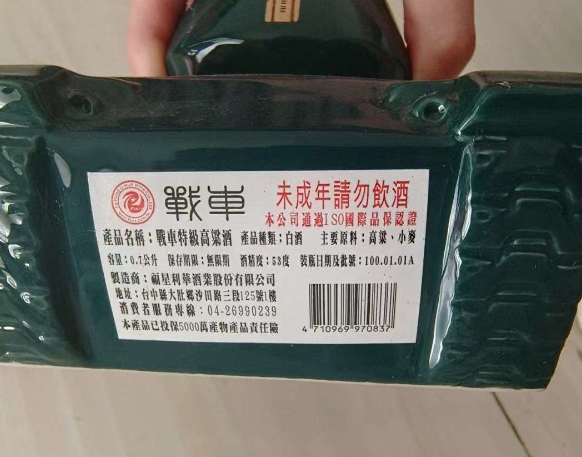 戰車
未成年請勿飲酒
本公司通過ISO國際品保認證
產品名稱：戰車特級高粱酒 產品種類：白酒 主要原料：高粱、小麥
容量：0.7公升 保存期限：無限期 酒精度：53度 裝瓶日期及批號：100.01.01A
製造商：福星利華酒業股份有限公司
地址：台中縣大肚鄉沙田路三段125號1樓
消費者服務專線：04-26990239
本產品已投保5000萬產物產品責任險
4 710969 970837